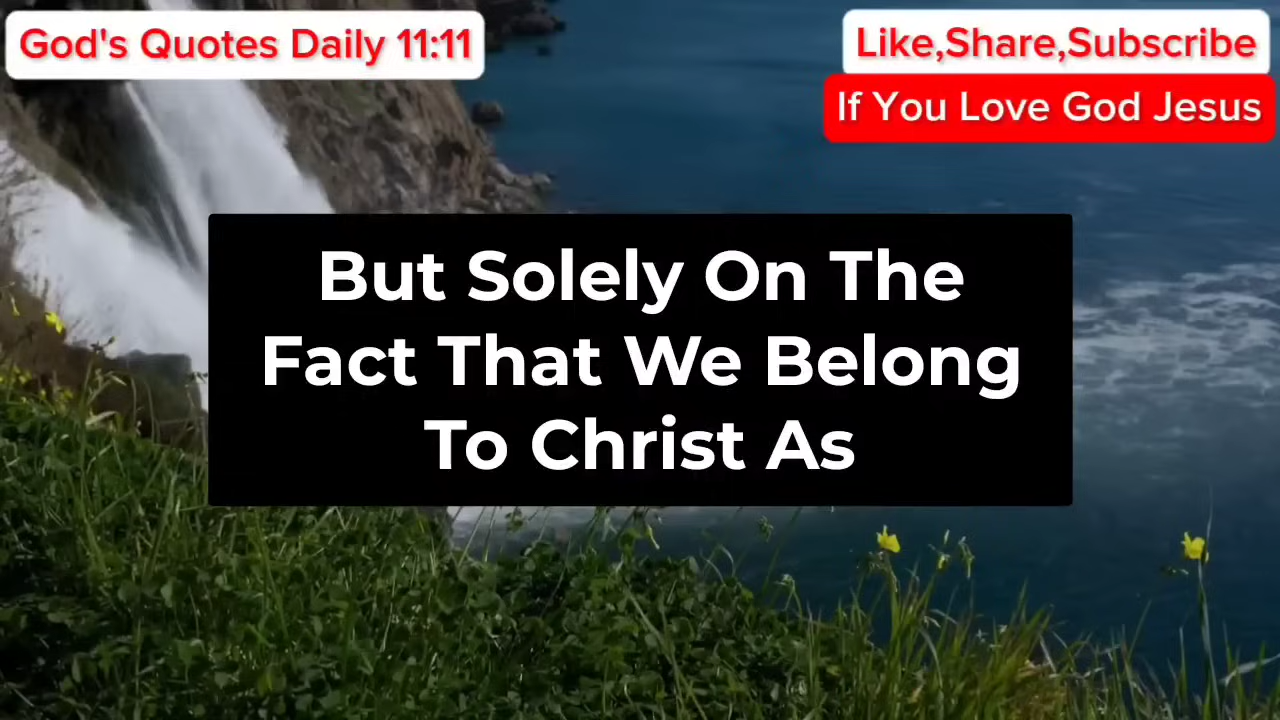 God's Quotes Daily 11:11
Like,Share,Subscribe
If You Love God Jesus
But Solely On The
Fact That We Belong
To Christ As